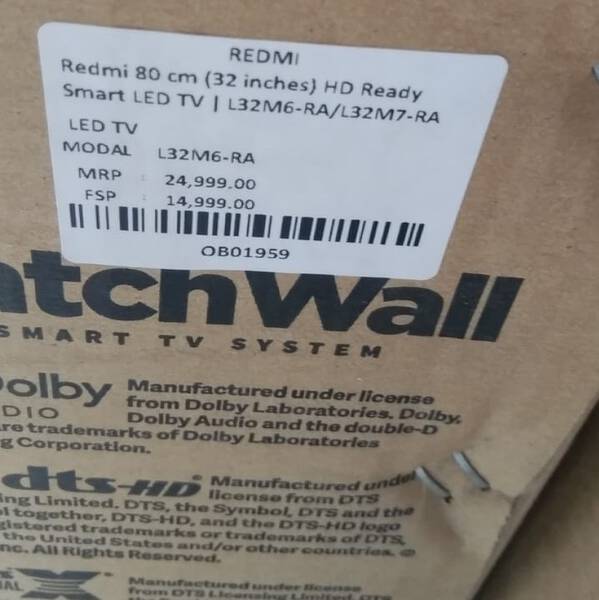 REDMI
Redmi 80 cm (32 inches) HD Ready
Smart LED TV | L32M6-RA/L32M7-RA
LED TV
MODAL L32M6-RA
MRP : 24,999.00
FSP : 14,999.00
OB01959
atchWall
SMART TV SYSTEM
Dolby
DIO
Manufactured under license
from Dolby Laboratories. Dolby,
Dolby Audio and the double-D
re trademarks of Dolby Laboratories
g Corporation.
dts-HD
Manufactured under
license from DTS
ing Limited. DTS, the Symbol, DTS and the
l together, DTS-HD, and the DTS-HD logo
gistered trademarks or trademarks of DTS,
the United States and/or other countries. ©
nc. All Rights Reserved.
X
Manufactured under license
from DTS Licensing Limited. DTS